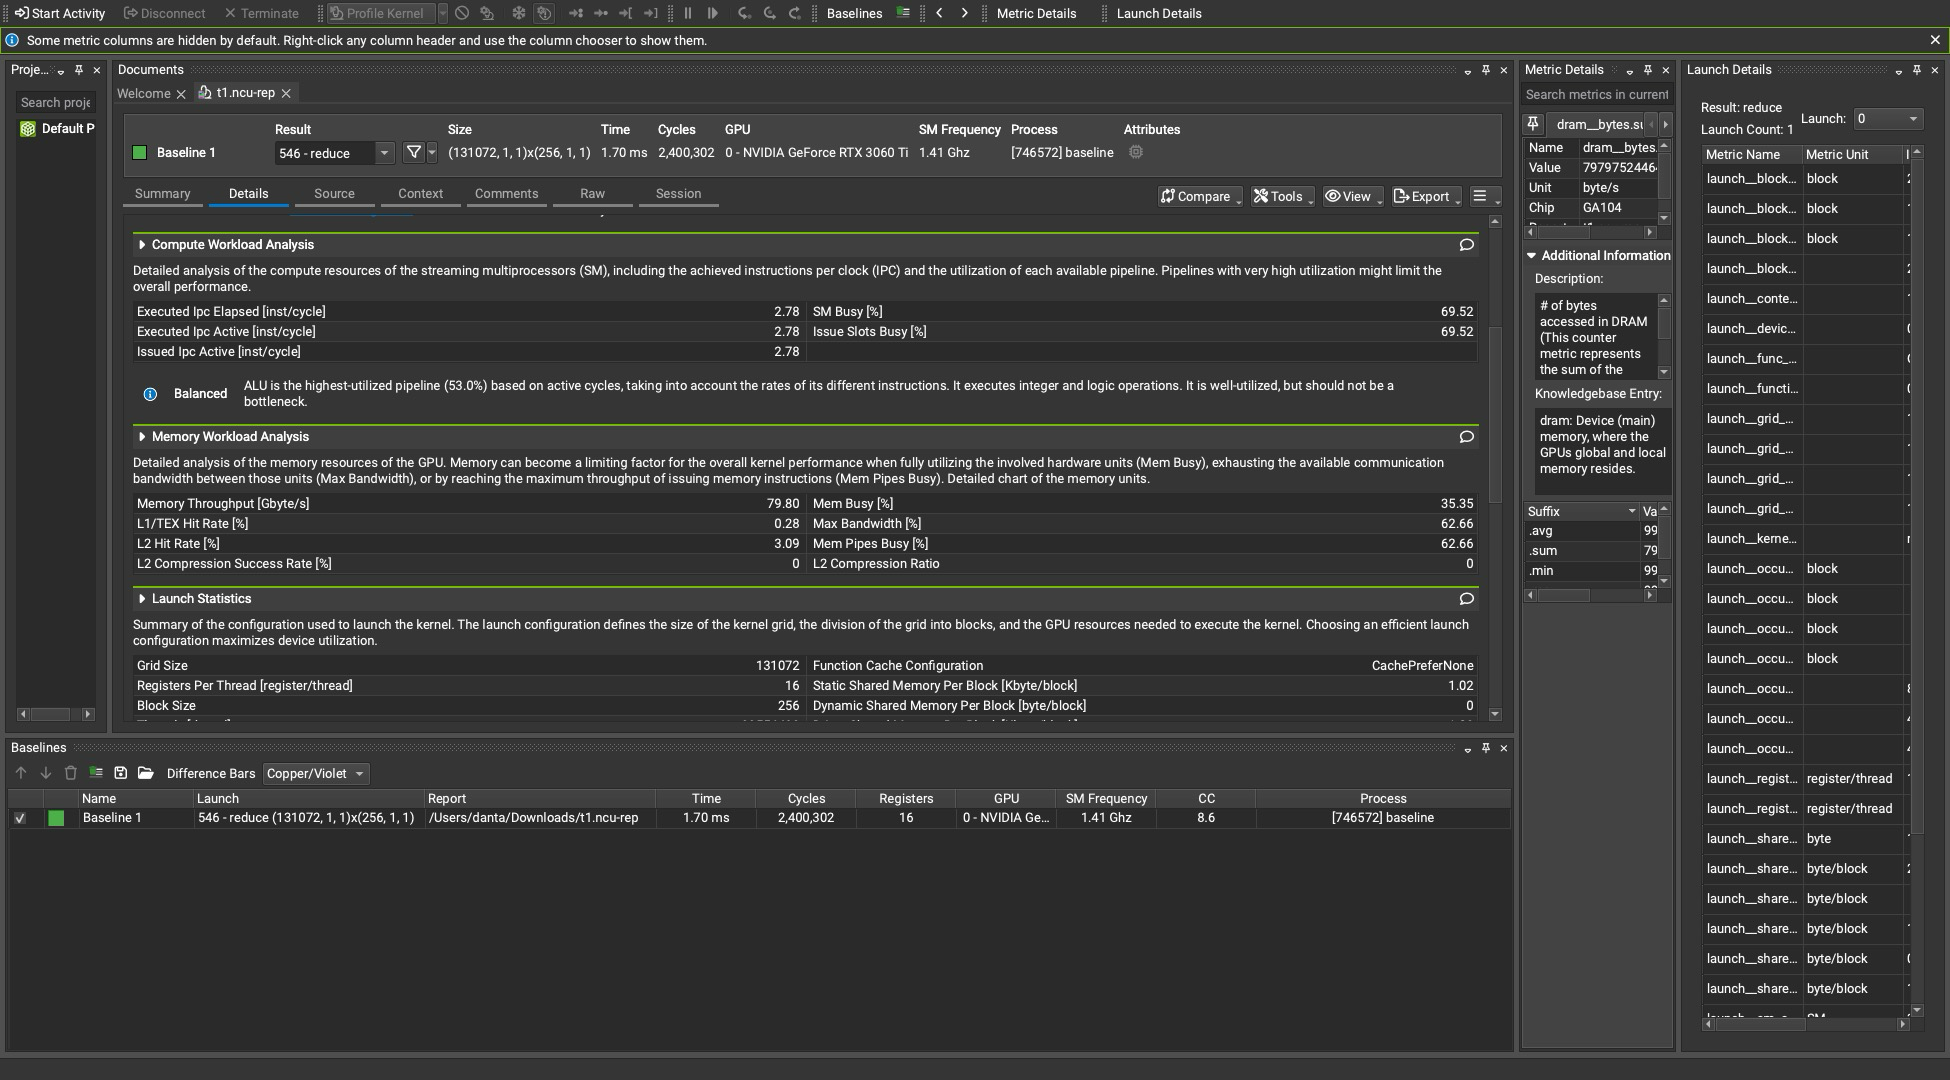 Start Activity Disconnect Terminate Profile Kernel Baselines Metric Details Launch Details
Some metric columns are hidden by default. Right-click any column header and use the column chooser to show them.
Proje...
Search proje
Default P
Documents
Welcome t1.ncu-rep
Result Size Time Cycles GPU SM Frequency Process Attributes
Baseline 1 546 - reduce (131072, 1, 1)x(256, 1, 1) 1.70 ms 2,400,302 0 - NVIDIA GeForce RTX 3060 Ti 1.41 Ghz [746572] baseline
Summary Details Source Context Comments Raw Session Compare Tools View Export
Compute Workload Analysis
Detailed analysis of the compute resources of the streaming multiprocessors (SM), including the achieved instructions per clock (IPC) and the utilization of each available pipeline. Pipelines with very high utilization might limit the
overall performance.
Executed Ipc Elapsed [inst/cycle] 2.78 SM Busy [%] 69.52
Executed Ipc Active [inst/cycle] 2.78 Issue Slots Busy [%] 69.52
Issued Ipc Active [inst/cycle] 2.78
Balanced
ALU is the highest-utilized pipeline (53.0%) based on active cycles, taking into account the rates of its different instructions. It executes integer and logic operations. It is well-utilized, but should not be a
bottleneck.
Memory Workload Analysis
Detailed analysis of the memory resources of the GPU. Memory can become a limiting factor for the overall kernel performance when fully utilizing the involved hardware units (Mem Busy), exhausting the available communication
bandwidth between those units (Max Bandwidth), or by reaching the maximum throughput of issuing memory instructions (Mem Pipes Busy). Detailed chart of the memory units.
Memory Throughput [Gbyte/s] 79.80 Mem Busy [%] 35.35
L1/TEX Hit Rate [%] 0.28 Max Bandwidth [%] 62.66
L2 Hit Rate [%] 3.09 Mem Pipes Busy [%] 62.66
L2 Compression Success Rate [%] 0 L2 Compression Ratio 0
Launch Statistics
Summary of the configuration used to launch the kernel. The launch configuration defines the size of the kernel grid, the division of the grid into blocks, and the GPU resources needed to execute the kernel. Choosing an efficient launch
configuration maximizes device utilization.
Grid Size 131072 Function Cache Configuration CachePreferNone
Registers Per Thread [register/thread] 16 Static Shared Memory Per Block [Kbyte/block] 1.02
Block Size 256 Dynamic Shared Memory Per Block [byte/block] 0
Baselines
Difference Bars Copper/Violet
Name Launch Report Time Cycles Registers GPU SM Frequency CC Process
Baseline 1 546 - reduce (131072, 1, 1)x(256, 1, 1) /Users/danta/Downloads/t1.ncu-rep 1.70 ms 2,400,302 16 0 - NVIDIA Ge... 1.41 Ghz 8.6 [746572] baseline
Metric Details
Search metrics in current
dram__bytes.su
Name dram__bytes.
Value 7979752446
Unit byte/s
Chip GA104
Additional Information
Description:
# of bytes
accessed in DRAM
(This counter
metric represents
the sum of the
Knowledgebase Entry:
dram: Device (main)
memory, where the
GPUs global and local
memory resides.
Suffix Va
.avg 99
.sum 79
.min 99
Launch Details
Result: reduce
Launch Count: 1
Launch: 0
Metric Name Metric Unit
launch__block... block
launch__block... block
launch__block... block
launch__block...
launch__conte...
launch__devic...
launch__func_...
launch__functi...
launch__grid_...
launch__grid_...
launch__grid_...
launch__grid_...
launch__kerne...
launch__occu... block
launch__occu... block
launch__occu... block
launch__occu... block
launch__occu...
launch__occu...
launch__occu...
launch__regist... register/thread
launch__regist... register/thread
launch__share... byte
launch__share... byte/block
launch__share... byte/block
launch__share... byte/block
launch__share... byte/block
launch__share... byte/block